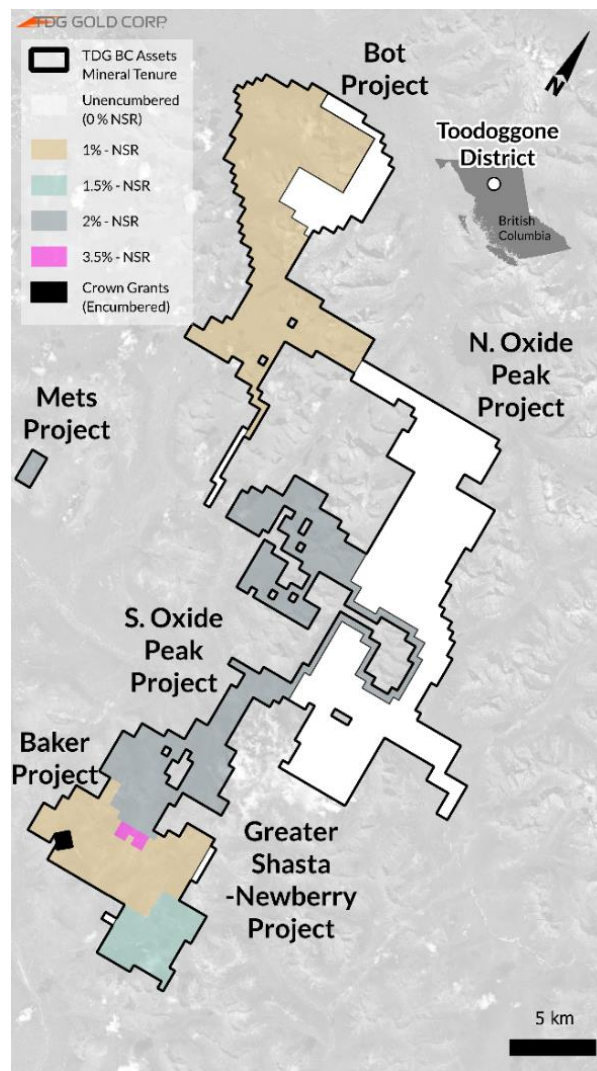 TDG GOLD CORP
TDG BC Assets
Mineral Tenure
Unencumbered
(0 % NSR)
1% - NSR
1.5% - NSR
2% - NSR
3.5% - NSR
Crown Grants
(Encumbered)
Bot
Project
N
Toodoggone
District
British
Columbia
N. Oxide
Peak
Project
Mets
Project
S. Oxide
Peak
Project
Baker
Project
Greater
Shasta
-Newberry
Project
5 km